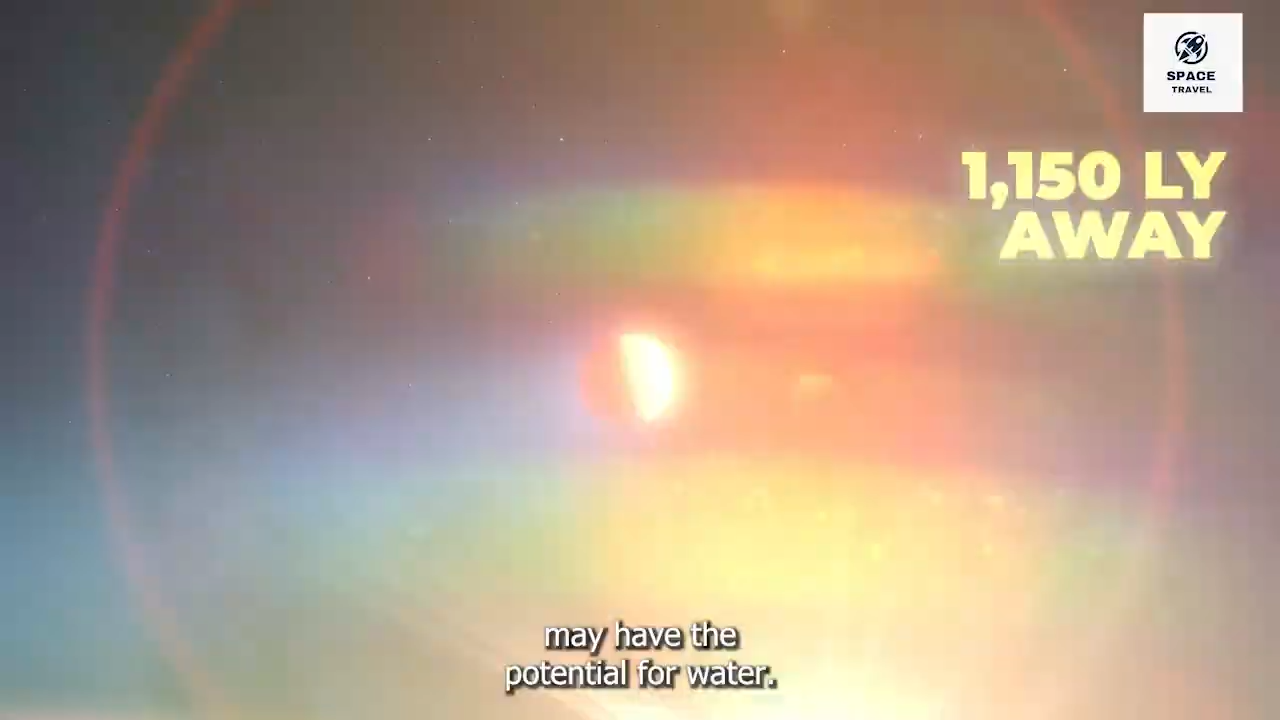 SPACE
TRAVEL
1,150 LY
AWAY
may have the
potential for water.